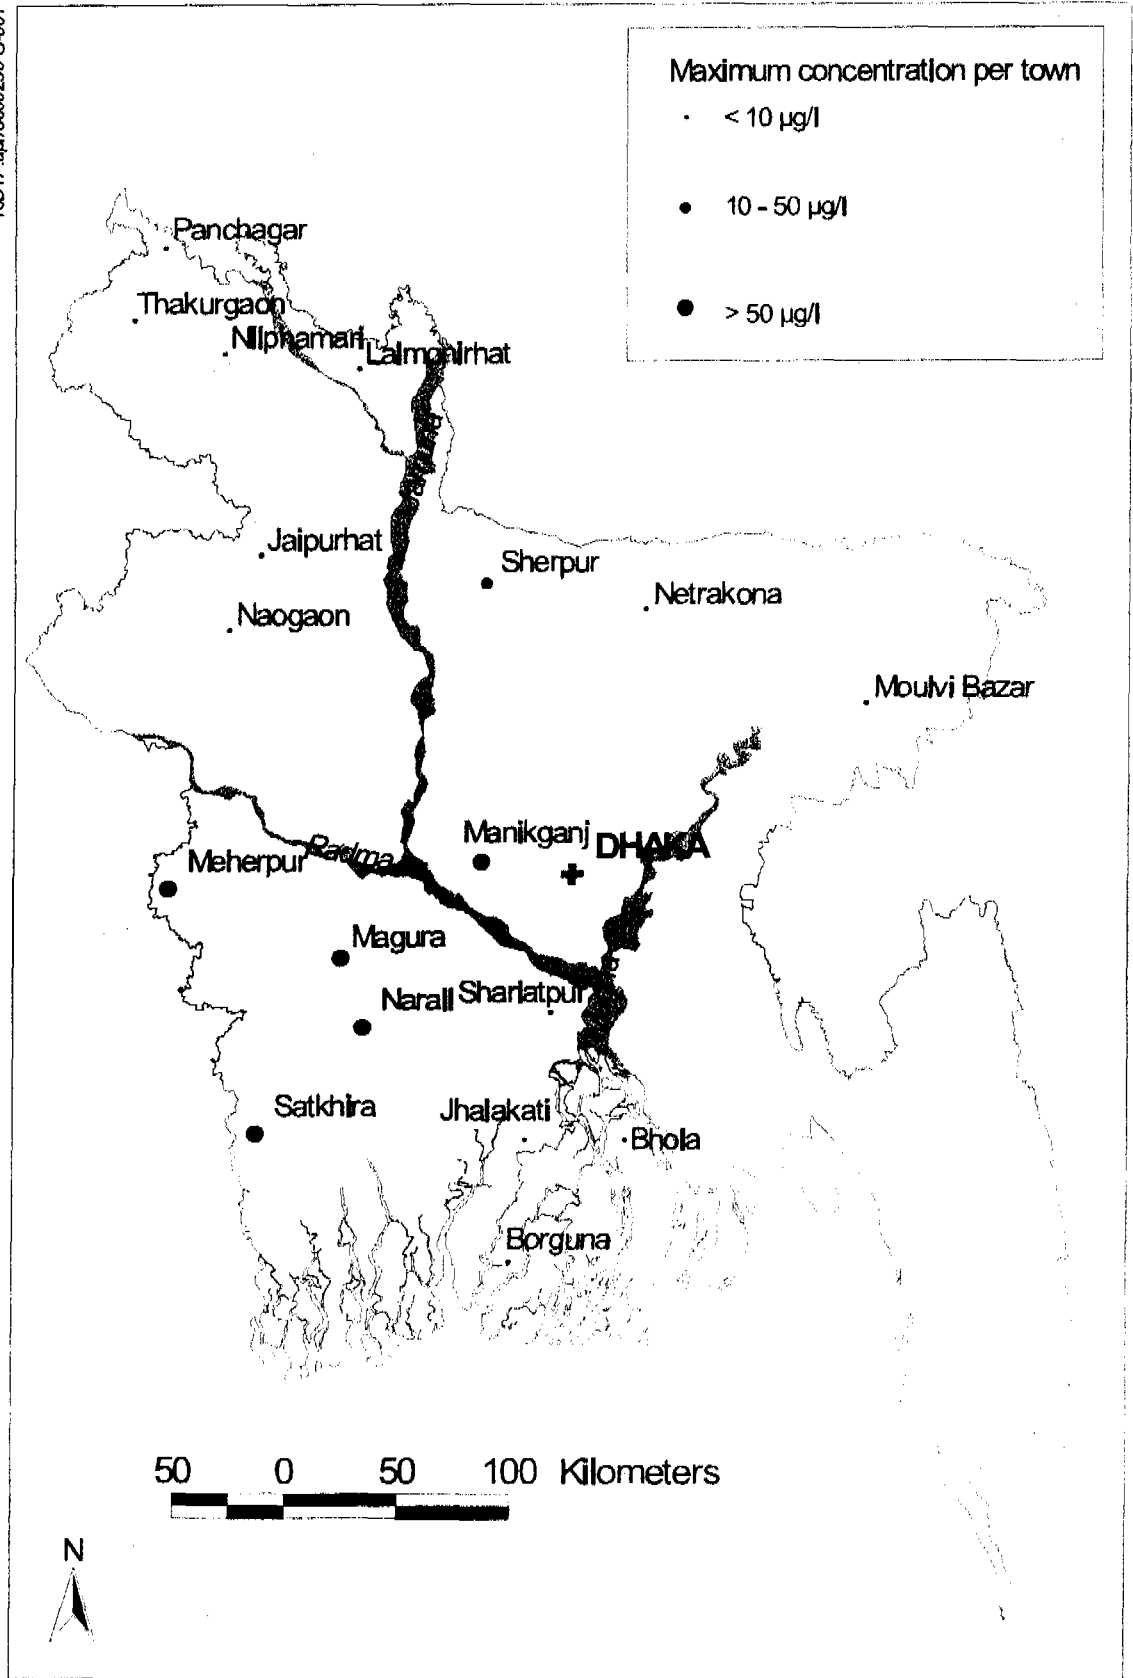 Maximum concentration per town
< 10 µg/l
10 - 50 µg/l
> 50 µg/l
Panchagar
Thakurgaon
Nilphamari
Lalmonirhat
Jaipurhat
Sherpur
Netrakona
Naogaon
Moulvi Bazar
Manikganj
DHAKA
Padma
Meherpur
Magura
Narail
Shariatpur
Satkhira
Jhalakati
Bhola
Borguna
50 0 50 100 Kilometers
N